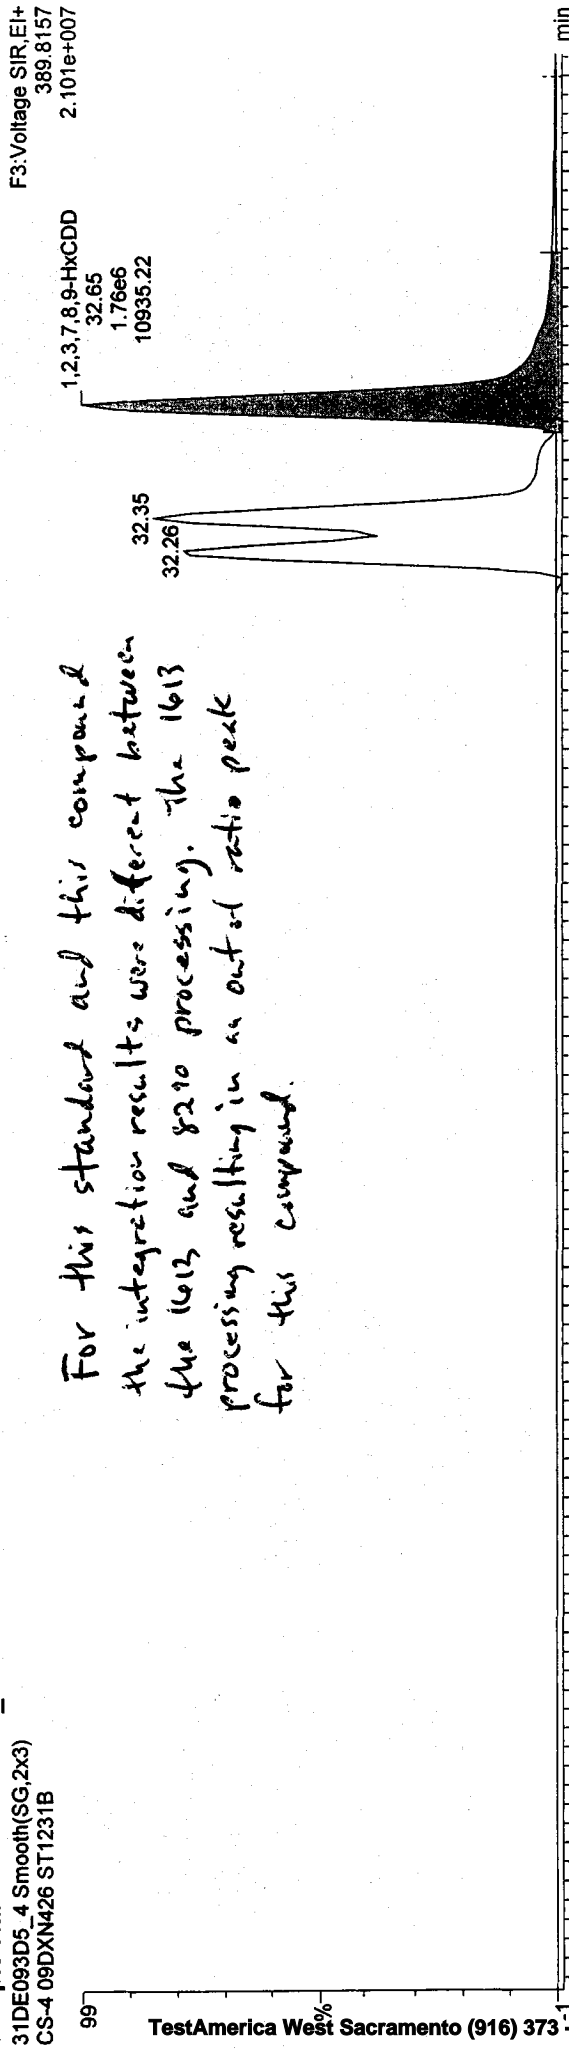 31DE093D5_4 Smooth(SG,2x3)
CS-4 09DXN426 ST1231B
F3:Voltage SIR,EI+
389.8157
2.101e+007
1,2,3,7,8,9-HxCDD
32.65
1.76e6
10935.22
32.35
32.26
For this standard and this compound
the integration results were different between
the 1613 and 8290 processing. The 1613
processing resulting in an out of ratio peak
for this compound.
99
%
-1
min
TestAmerica West Sacramento (916) 373-